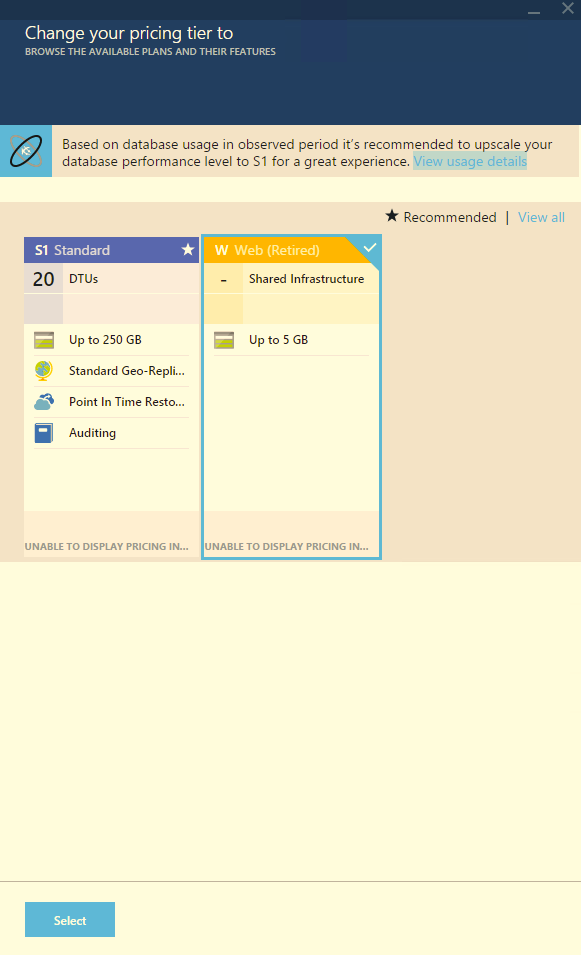 Change your pricing tier to
BROWSE THE AVAILABLE PLANS AND THEIR FEATURES
Based on database usage in observed period it's recommended to upscale your
database performance level to S1 for a great experience. View usage details
★ Recommended | View all
S1 Standard
20 DTUs
Up to 250 GB
Standard Geo-Repli...
Point In Time Resto...
Auditing
UNABLE TO DISPLAY PRICING IN...
W Web (Retired)
- Shared Infrastructure
Up to 5 GB
UNABLE TO DISPLAY PRICING IN...
Select